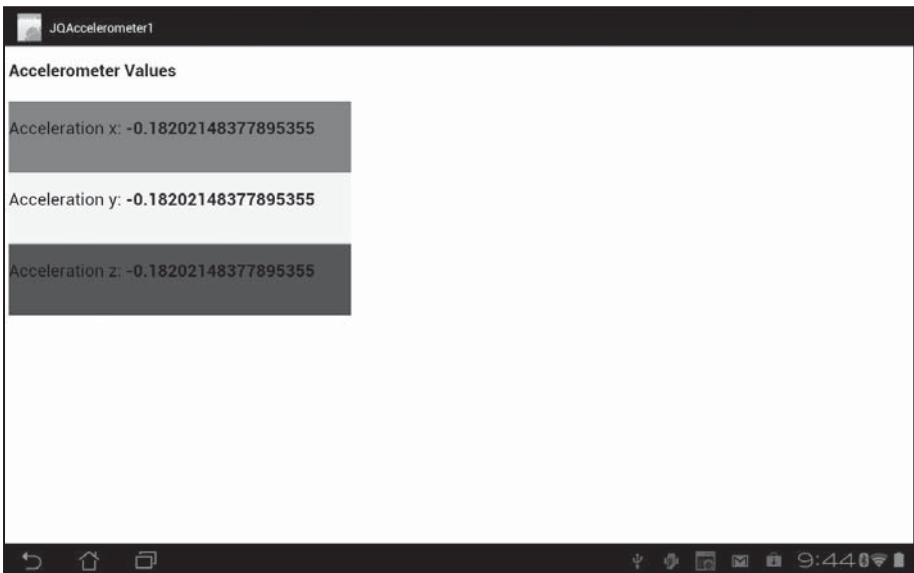 JQAccelerometer1
Accelerometer Values
Acceleration x: -0.18202148377895355
Acceleration y: -0.18202148377895355
Acceleration z: -0.18202148377895355
9:44